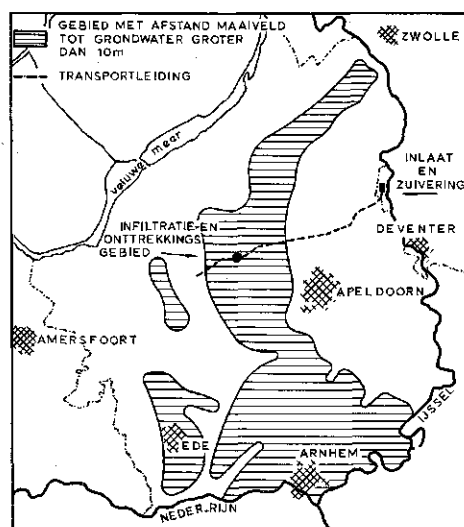 GEBIED MET AFSTAND MAAIVELD
TOT GRONDWATER GROTER
DAN 10m
TRANSPORTLEIDING
ZWOLLE
veluwe meer
INLAAT
EN
ZUIVERING
INFILTRATIE-EN
ONTTREKKINGS
GEBIED
DEVENTER
APELDOORN
AMERSFOORT
IJSSEL
EDE
ARNHEM
NEDER-RIJN